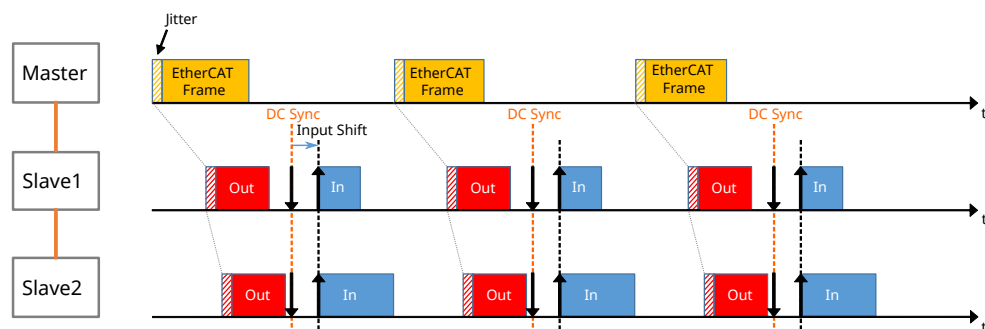 Jitter
Master
EtherCAT
Frame
EtherCAT
Frame
EtherCAT
Frame
t
DC Sync
DC Sync
DC Sync
Input Shift
Slave1
Out
In
Out
In
Out
In
t
Slave2
Out
In
Out
In
Out
In
t